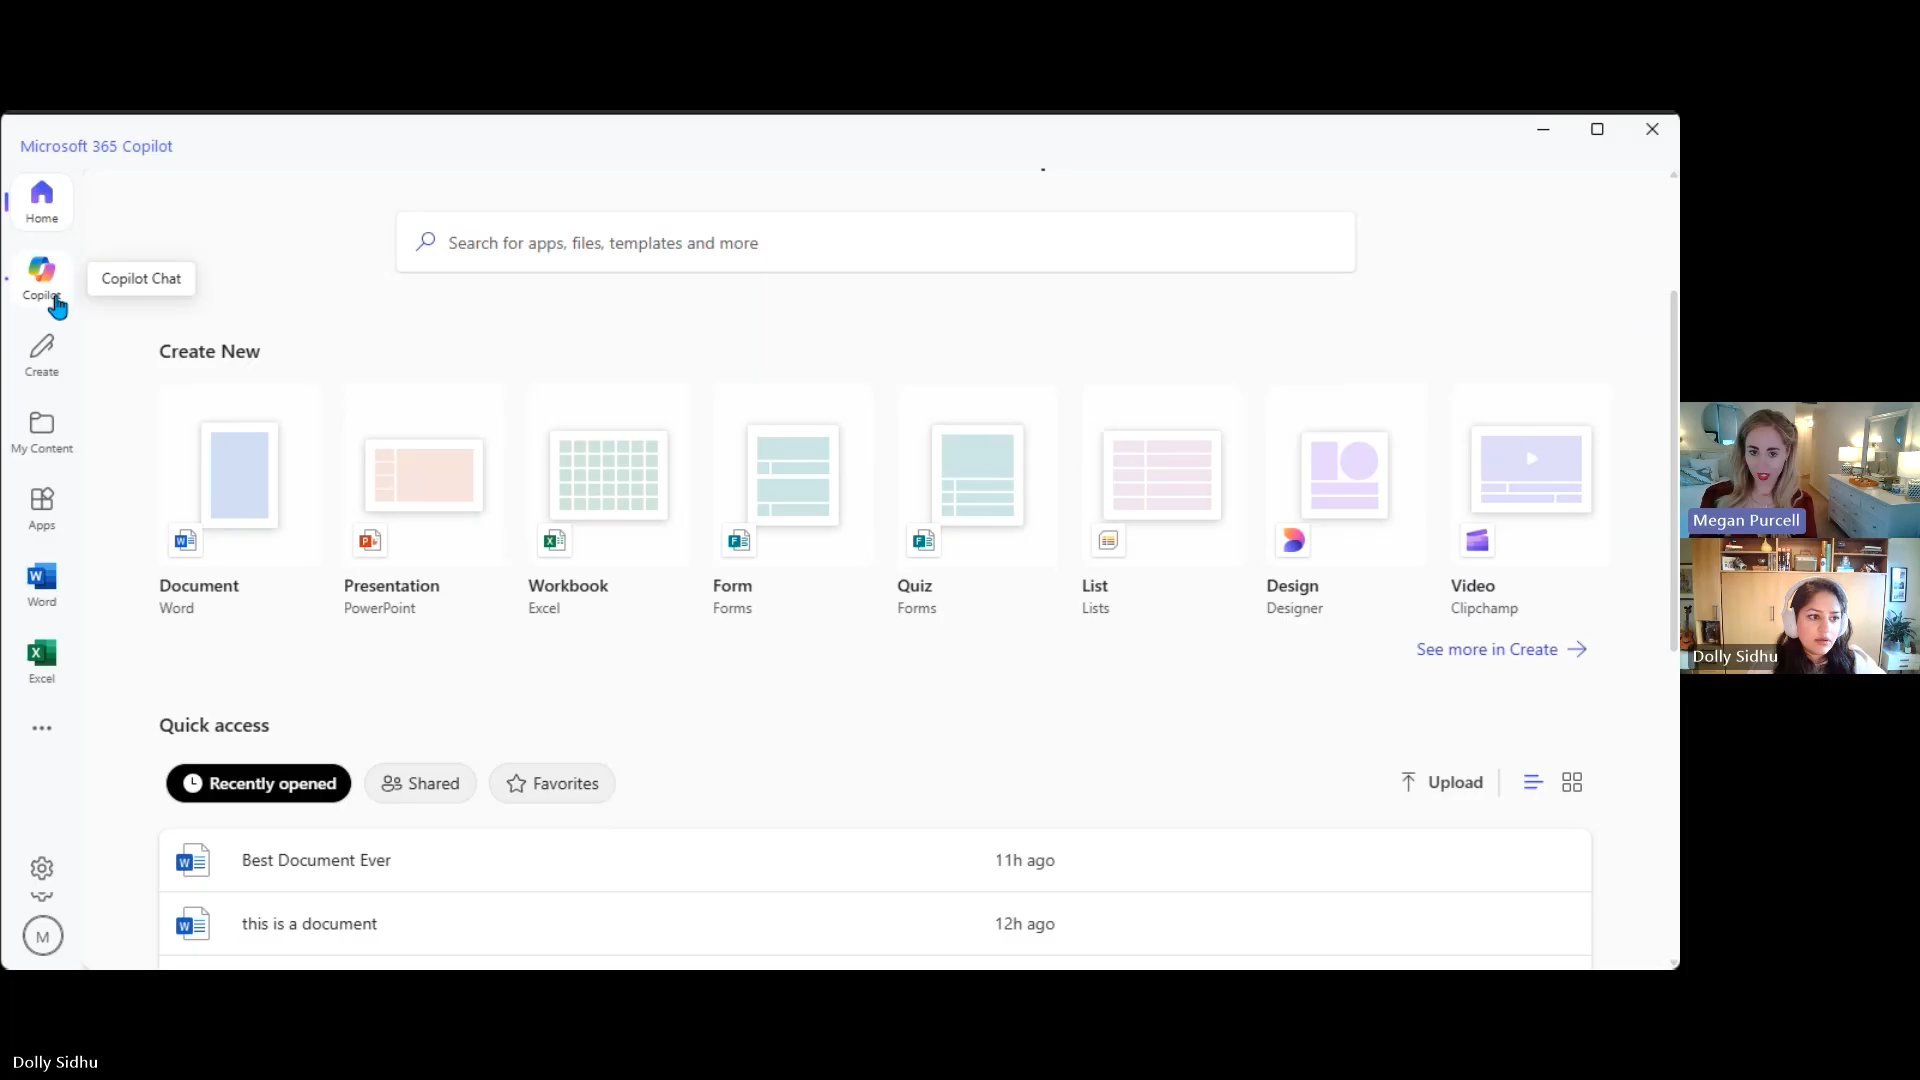 Microsoft 365 Copilot
Home
Copilot
Copilot Chat
Create
My Content
Apps
Word
Excel
M
Search for apps, files, templates and more
Create New
Document
Word
Presentation
PowerPoint
Workbook
Excel
Form
Forms
Quiz
Forms
List
Lists
Design
Designer
Video
Clipchamp
See more in Create
Quick access
Recently opened
Shared
Favorites
Upload
Best Document Ever
11h ago
this is a document
12h ago
Megan Purcell
Dolly Sidhu
Dolly Sidhu